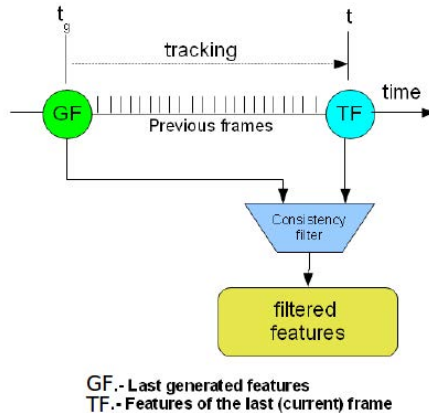 t_g
t
tracking
time
GF
TF
Previous frames
Consistency
filter
filtered
features
GF.- Last generated features
TF.- Features of the last (current) frame